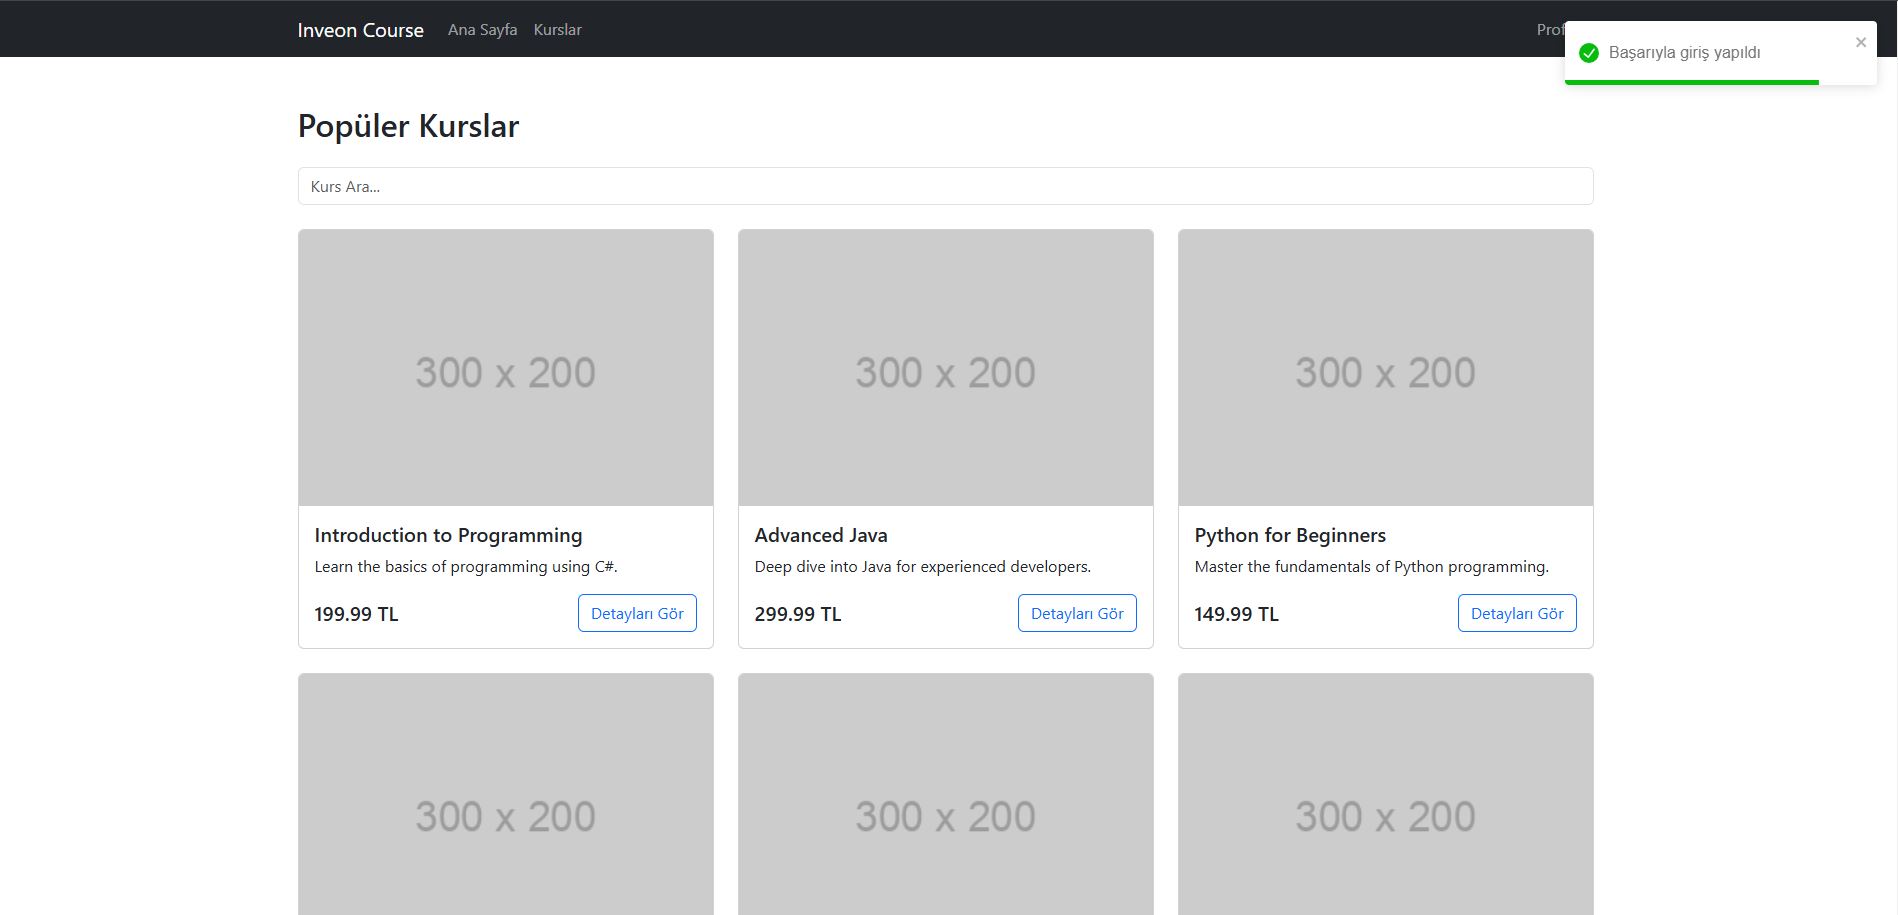 Inveon Course Ana Sayfa Kurslar
Başarıyla giriş yapıldı
Popüler Kurslar
Kurs Ara...
300 x 200 300 x 200 300 x 200
Introduction to Programming
Learn the basics of programming using C#.
199.99 TL Detayları Gör
Advanced Java
Deep dive into Java for experienced developers.
299.99 TL Detayları Gör
Python for Beginners
Master the fundamentals of Python programming.
149.99 TL Detayları Gör
300 x 200 300 x 200 300 x 200